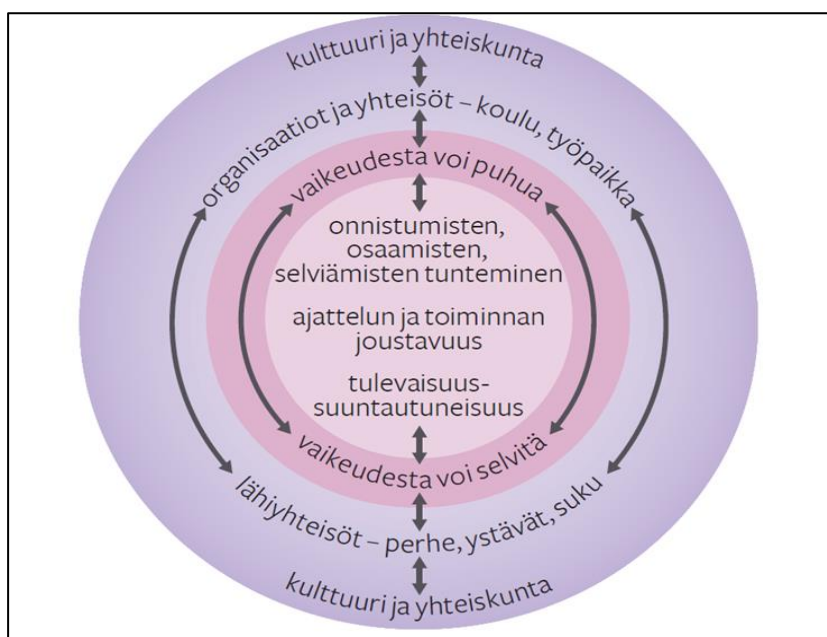 kulttuuri ja yhteiskunta
organisaatiot ja yhteisöt – koulu, työpaikka
vaikeudesta voi puhua
onnistumisten,
osaamisten,
selviämisten tunteminen
ajattelun ja toiminnan
joustavuus
tulevaisuus-
suuntautuneisuus
vaikeudesta voi selvitä
lähiyhteisöt – perhe, ystävät, suku
kulttuuri ja yhteiskunta